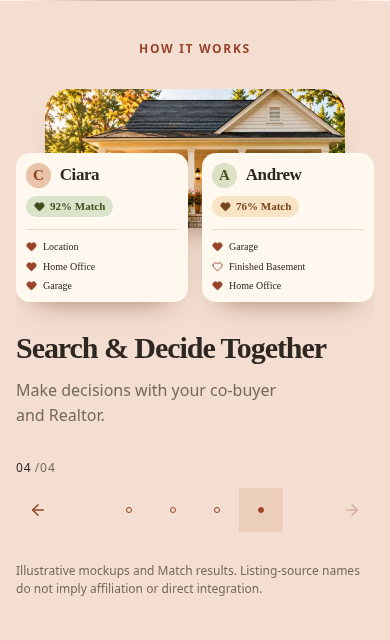 HOW IT WORKS
C Ciara
92% Match
Location
Home Office
Garage
A Andrew
76% Match
Garage
Finished Basement
Home Office
Search & Decide Together
Make decisions with your co-buyer
and Realtor.
04 /04
Illustrative mockups and Match results. Listing-source names
do not imply affiliation or direct integration.